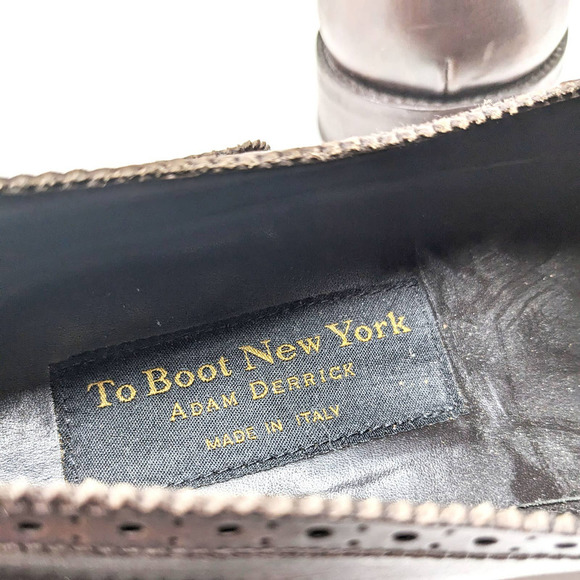 To Boot New York
ADAM DERRICK
MADE IN ITALY